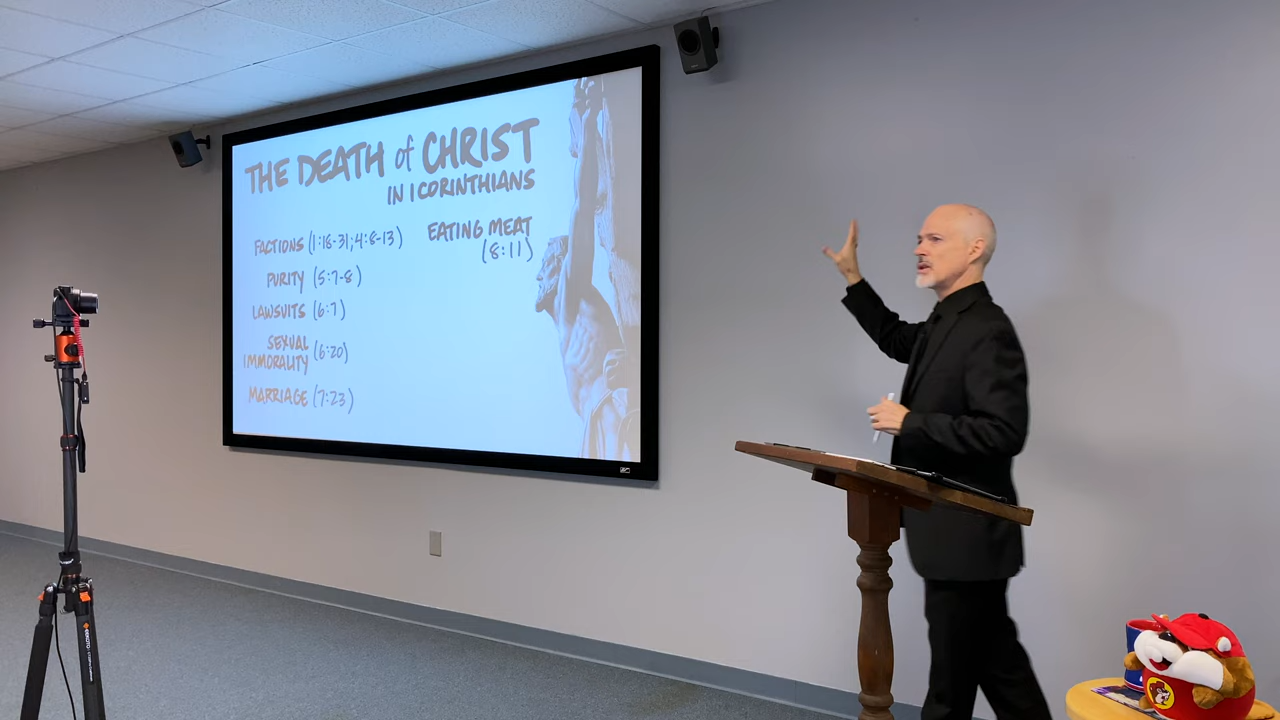 THE DEATH of CHRIST
IN 1 CORINTHIANS
FACTIONS (1:18-31; 4:8-13)
PURITY (5:7-8)
LAWSUITS (6:7)
SEXUAL
IMMORALITY (6:20)
MARRIAGE (7:23)
EATING MEAT
(8:11)